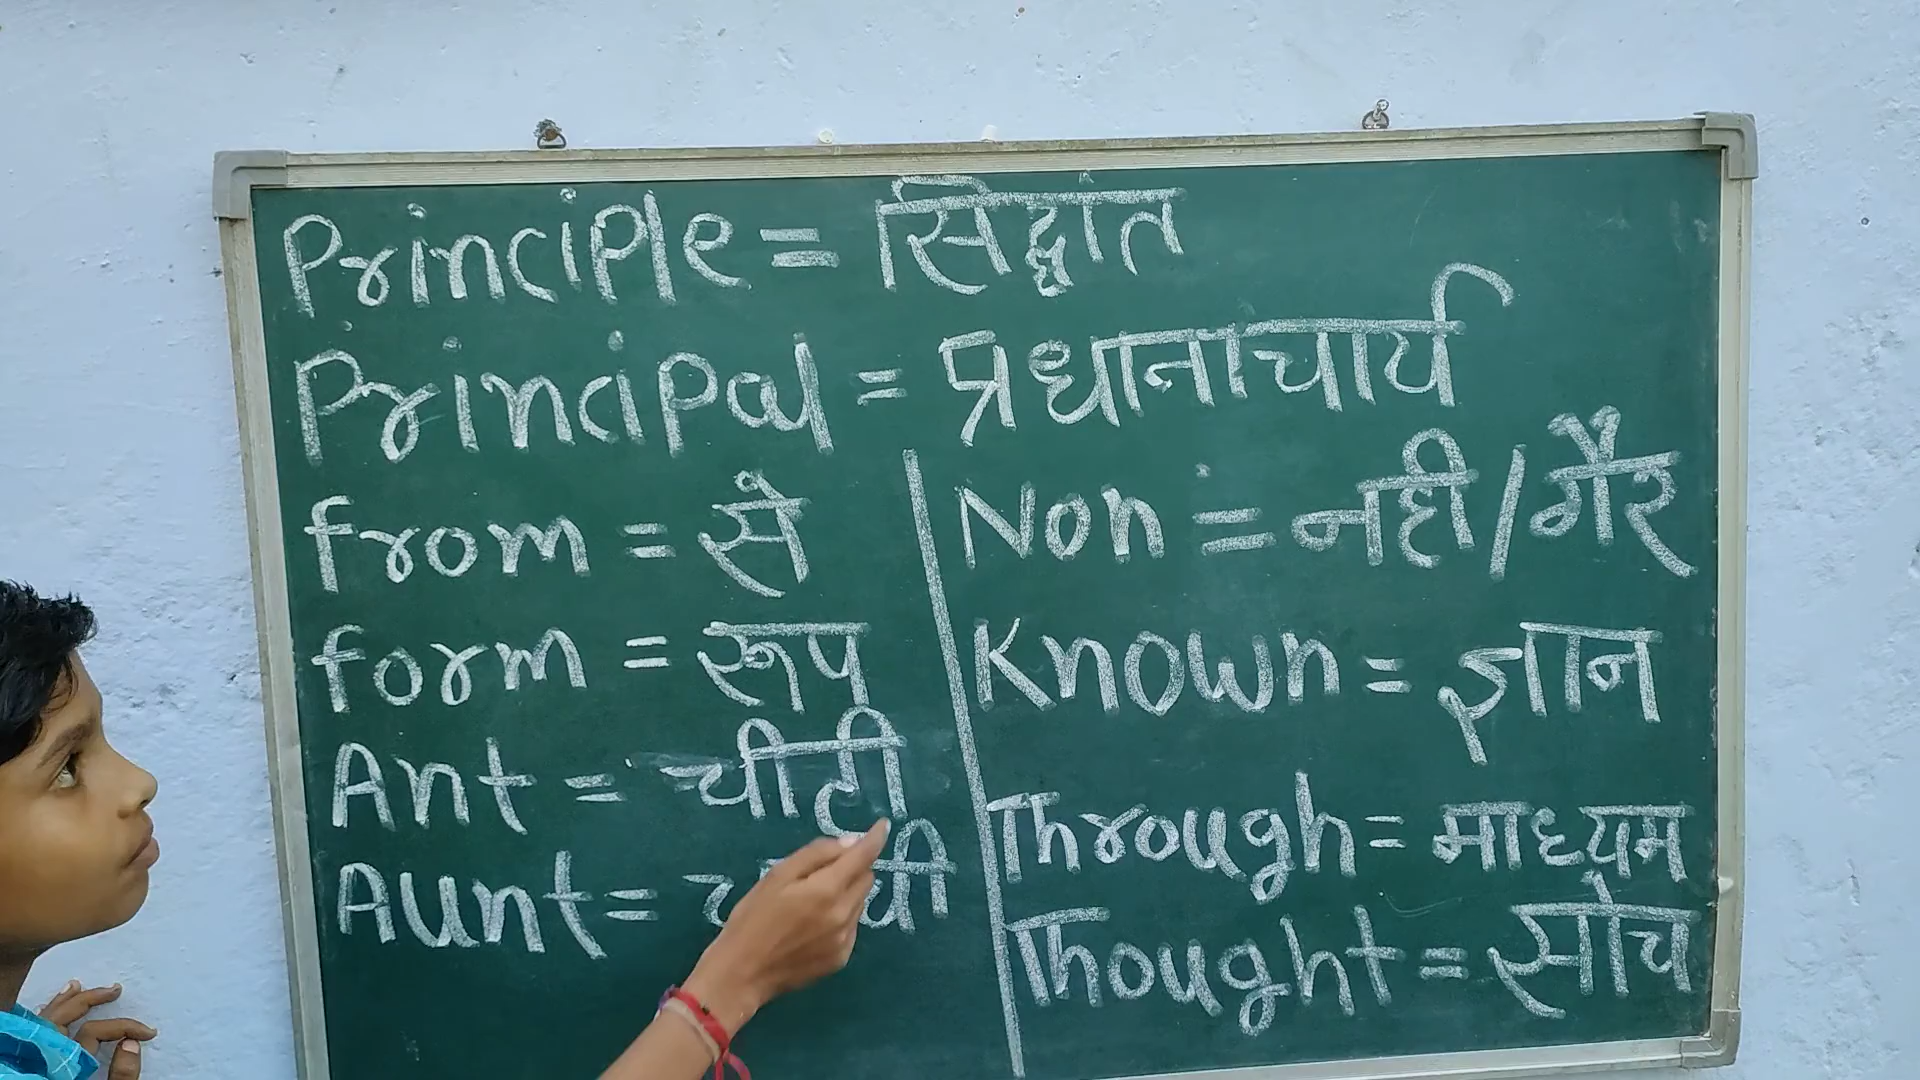 Principle = सिद्धांत
Principal = प्रधानाचार्य
from = से
form = रूप
Ant = चीटी
Aunt =
Non = नही / गैर
Known = ज्ञान
Through = माध्यम
Thought = सोच